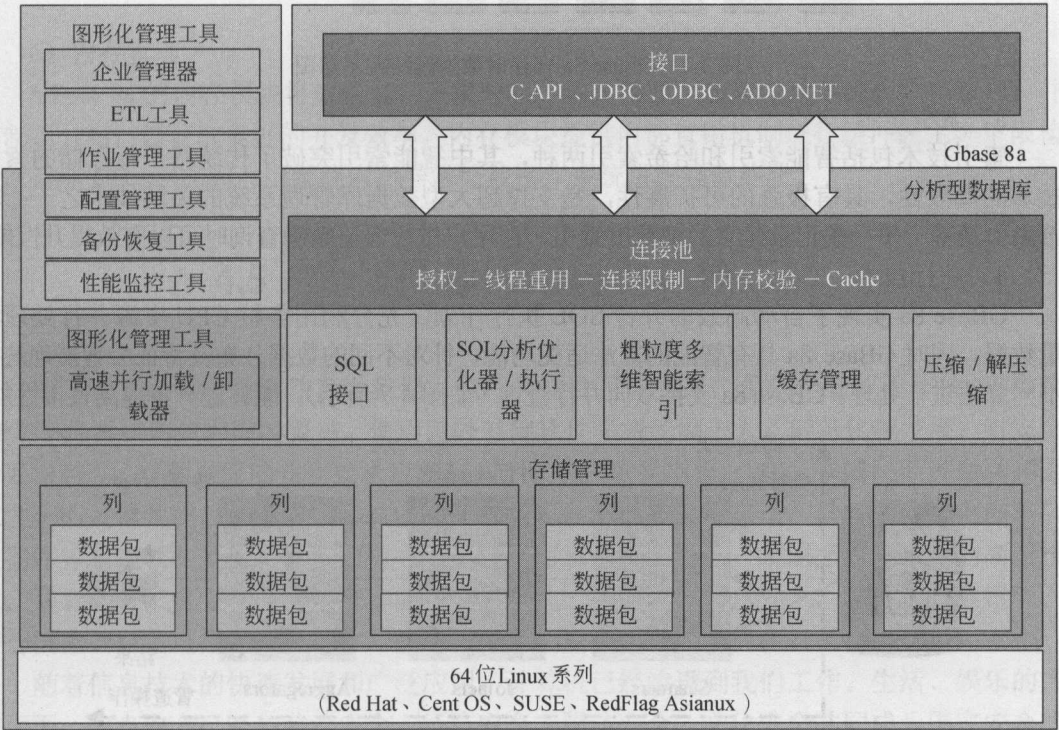 图形化管理工具
企业管理器
ETL工具
作业管理工具
配置管理工具
备份恢复工具
性能监控工具
接口
C API 、JDBC 、ODBC 、ADO.NET
Gbase 8a
分析型数据库
连接池
授权 — 线程重用 — 连接限制 — 内存校验 — Cache
图形化管理工具
高速并行加载 / 卸
载器
SQL
接口
SQL分析优
化器 / 执行
器
粗粒度多
维智能索
引
缓存管理
压缩 / 解压
缩
存储管理
列
数据包
数据包
数据包
列
数据包
数据包
数据包
列
数据包
数据包
数据包
列
数据包
数据包
数据包
列
数据包
数据包
数据包
列
数据包
数据包
数据包
64 位Linux 系列
(Red Hat 、Cent OS、SUSE、RedFlag Asianux )